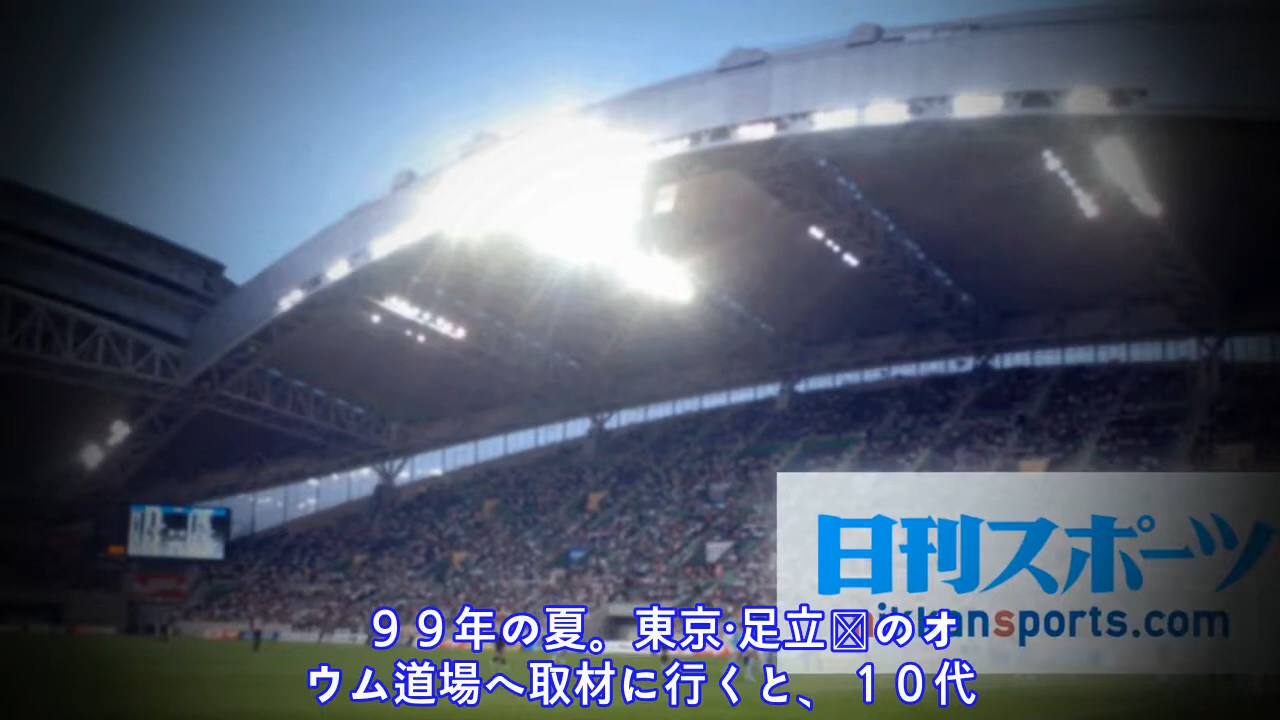 日刊スポーツ
nikkansports.com
９９年の夏。東京·足立☒のオ
ウム道場へ取材に行くと、１０代